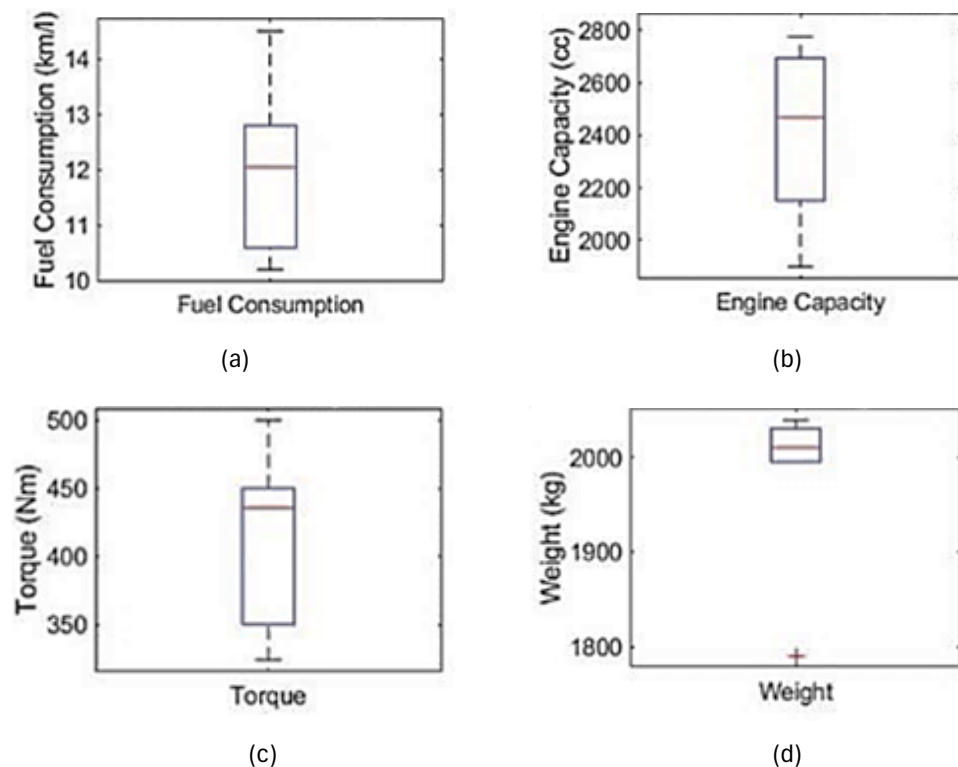 Fuel Consumption (km/l)
14
13
12
11
10
Fuel Consumption
(a)
Engine Capacity (cc)
2800
2600
2400
2200
2000
Engine Capacity
(b)
Torque (Nm)
500
450
400
350
Torque
(c)
Weight (kg)
2000
1900
1800
Weight
(d)